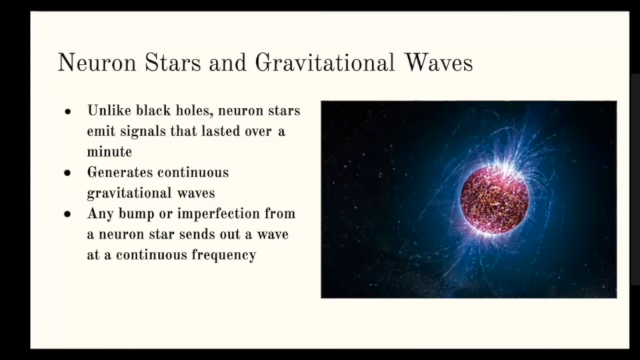 Neuron Stars and Gravitational Waves
● Unlike black holes, neuron stars
emit signals that lasted over a
minute
● Generates continuous
gravitational waves
● Any bump or imperfection from
a neuron star sends out a wave
at a continuous frequency